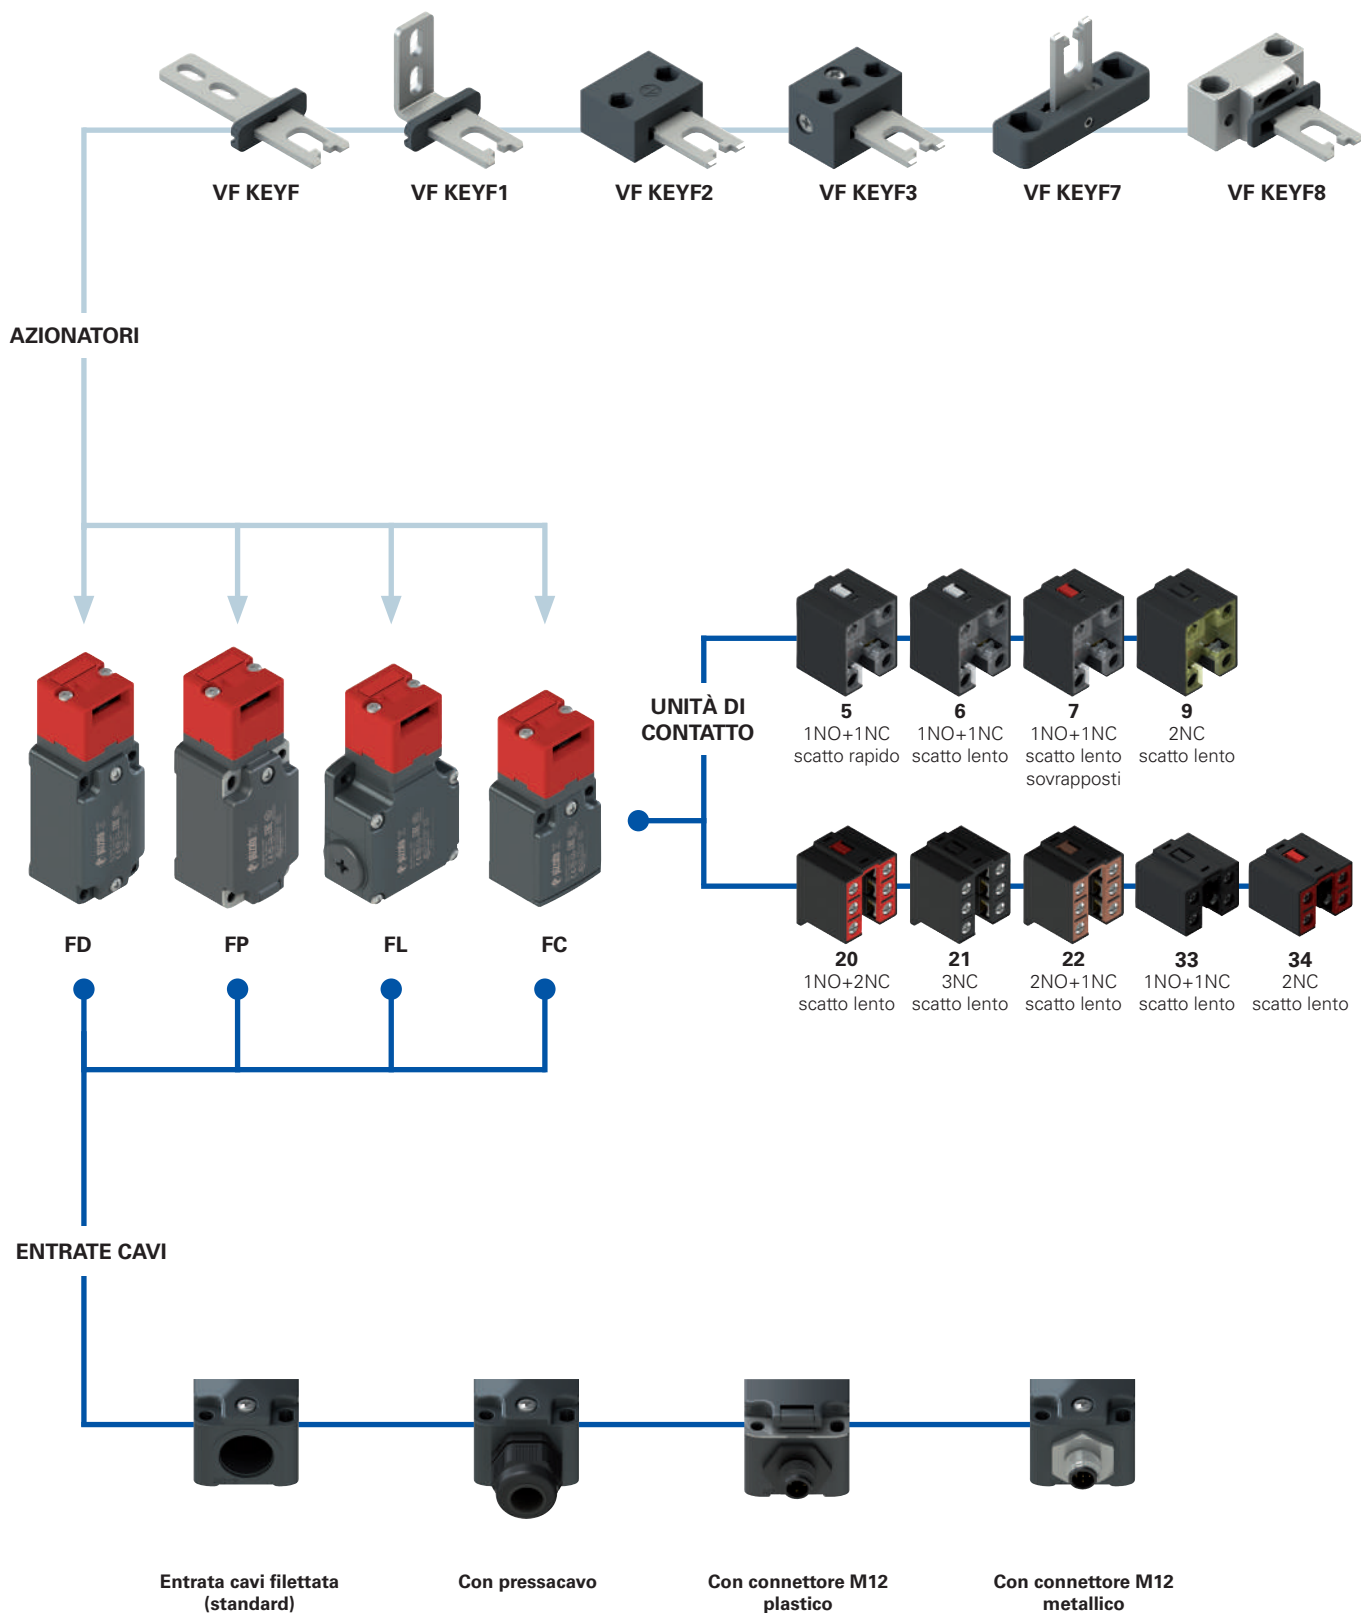 VF KEYF
VF KEYF1
VF KEYF2
VF KEYF3
VF KEYF7
VF KEYF8
AZIONATORI
UNITÀ DI
CONTATTO
5
1NO+1NC
scatto rapido
6
1NO+1NC
scatto lento
7
1NO+1NC
scatto lento
sovrapposti
9
2NC
scatto lento
pizzato
pizzato
pizzato
pizzato
FD
FP
FL
FC
20
1NO+2NC
scatto lento
21
3NC
scatto lento
22
2NO+1NC
scatto lento
33
1NO+1NC
scatto lento
34
2NC
scatto lento
ENTRATE CAVI
Entrata cavi filettata
(standard)
Con pressacavo
Con connettore M12
plastico
Con connettore M12
metallico